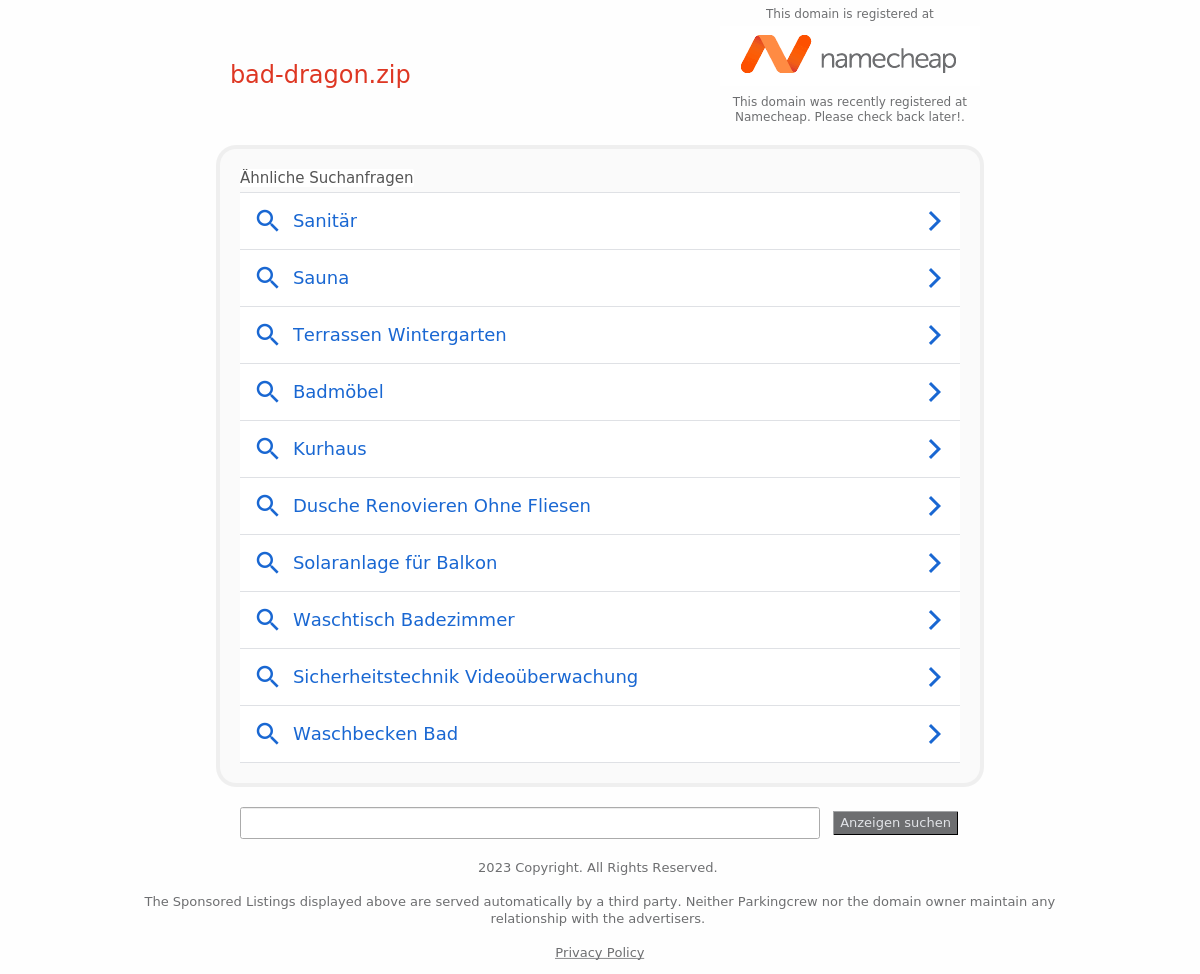 This domain is registered at
namecheap
bad-dragon.zip
This domain was recently registered at
Namecheap. Please check back later!.
Ähnliche Suchanfragen
Sanitär
Sauna
Terrassen Wintergarten
Badmöbel
Kurhaus
Dusche Renovieren Ohne Fliesen
Solaranlage für Balkon
Waschtisch Badezimmer
Sicherheitstechnik Videoüberwachung
Waschbecken Bad
Anzeigen suchen
2023 Copyright. All Rights Reserved.
The Sponsored Listings displayed above are served automatically by a third party. Neither Parkingcrew nor the domain owner maintain any
relationship with the advertisers.
Privacy Policy